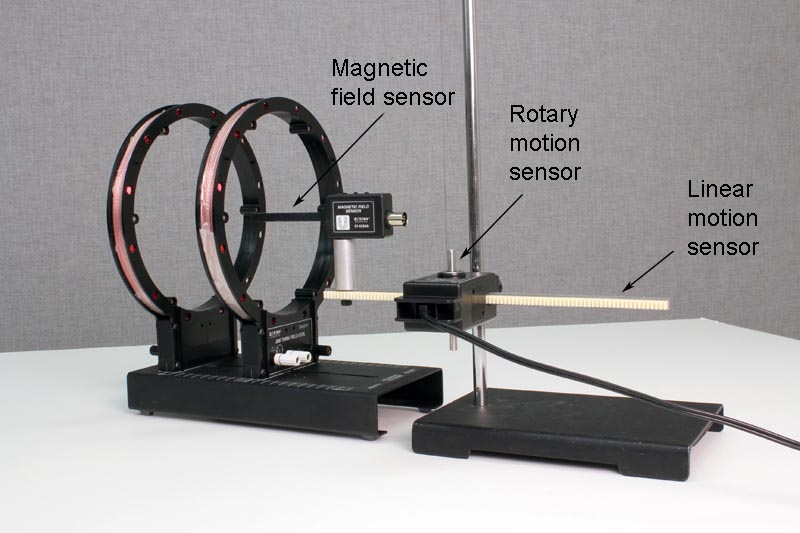 Magnetic
field sensor
Rotary
motion
sensor
Linear
motion
sensor
MAGNETIC FIELD
SENSOR